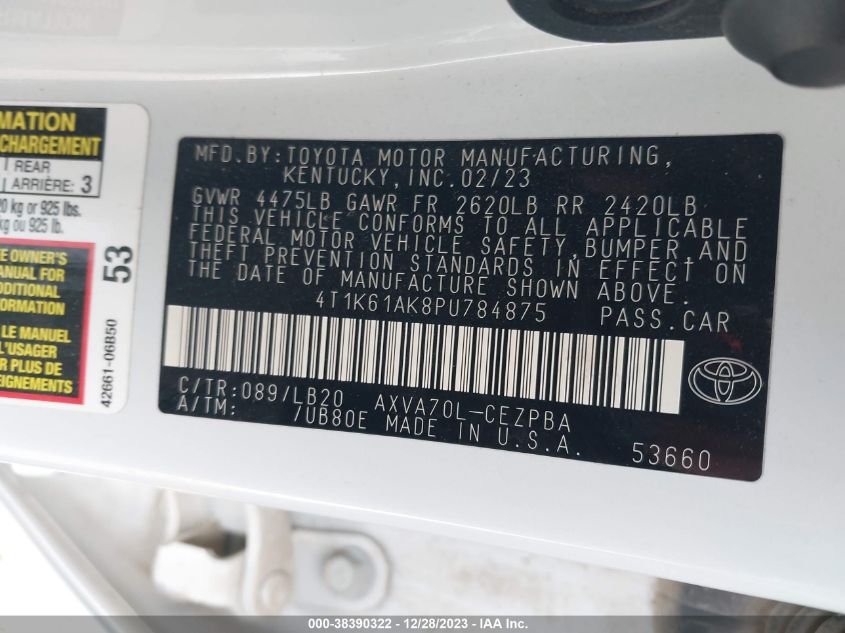 MATION
CHARGEMENT
REAR
ARRIÈRE: 3
0 kg or 925 lbs.
kg ou 925 lb.
E OWNER'S
ANUAL FOR
DDITIONAL
ORMATION
LE MANUEL
L'USAGER
R PLUS DE
EIGNEMENTS
53
42661-06B50
MFD.BY:TOYOTA MOTOR MANUFACTURING,
KENTUCKY,INC.02/23
GVWR 4475LB GAWR FR 2620LB RR 2420LB
THIS VEHICLE CONFORMS TO ALL APPLICABLE
FEDERAL MOTOR VEHICLE SAFETY,BUMPER,AND
THEFT PREVENTION STANDARDS IN EFFECT ON
THE DATE OF MANUFACTURE SHOWN ABOVE.
4T1K61AK8PU784875 PASS.CAR
C/TR:089/LB20 AXVA70L-CEZPBA
A/TM: 7UB80E MADE IN U.S.A. 53660
000-38390322 - 12/28/2023 - IAA Inc.